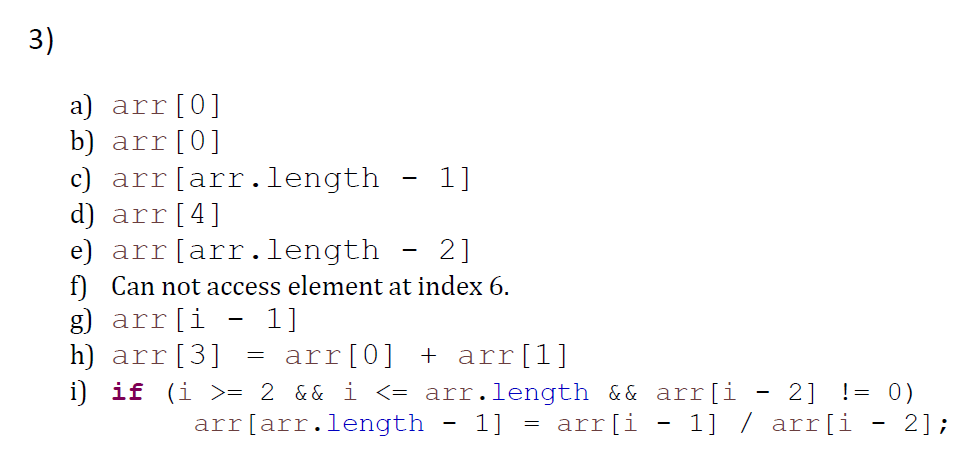 3)
a) arr[0]
b) arr[0]
c) arr[arr.length - 1]
d) arr[4]
e) arr[arr.length - 2]
f) Can not access element at index 6.
g) arr[i - 1]
h) arr[3] = arr[0] + arr[1]
i) if (i >= 2 && i <= arr.length && arr[i - 2] != 0)
arr[arr.length - 1] = arr[i - 1] / arr[i - 2];